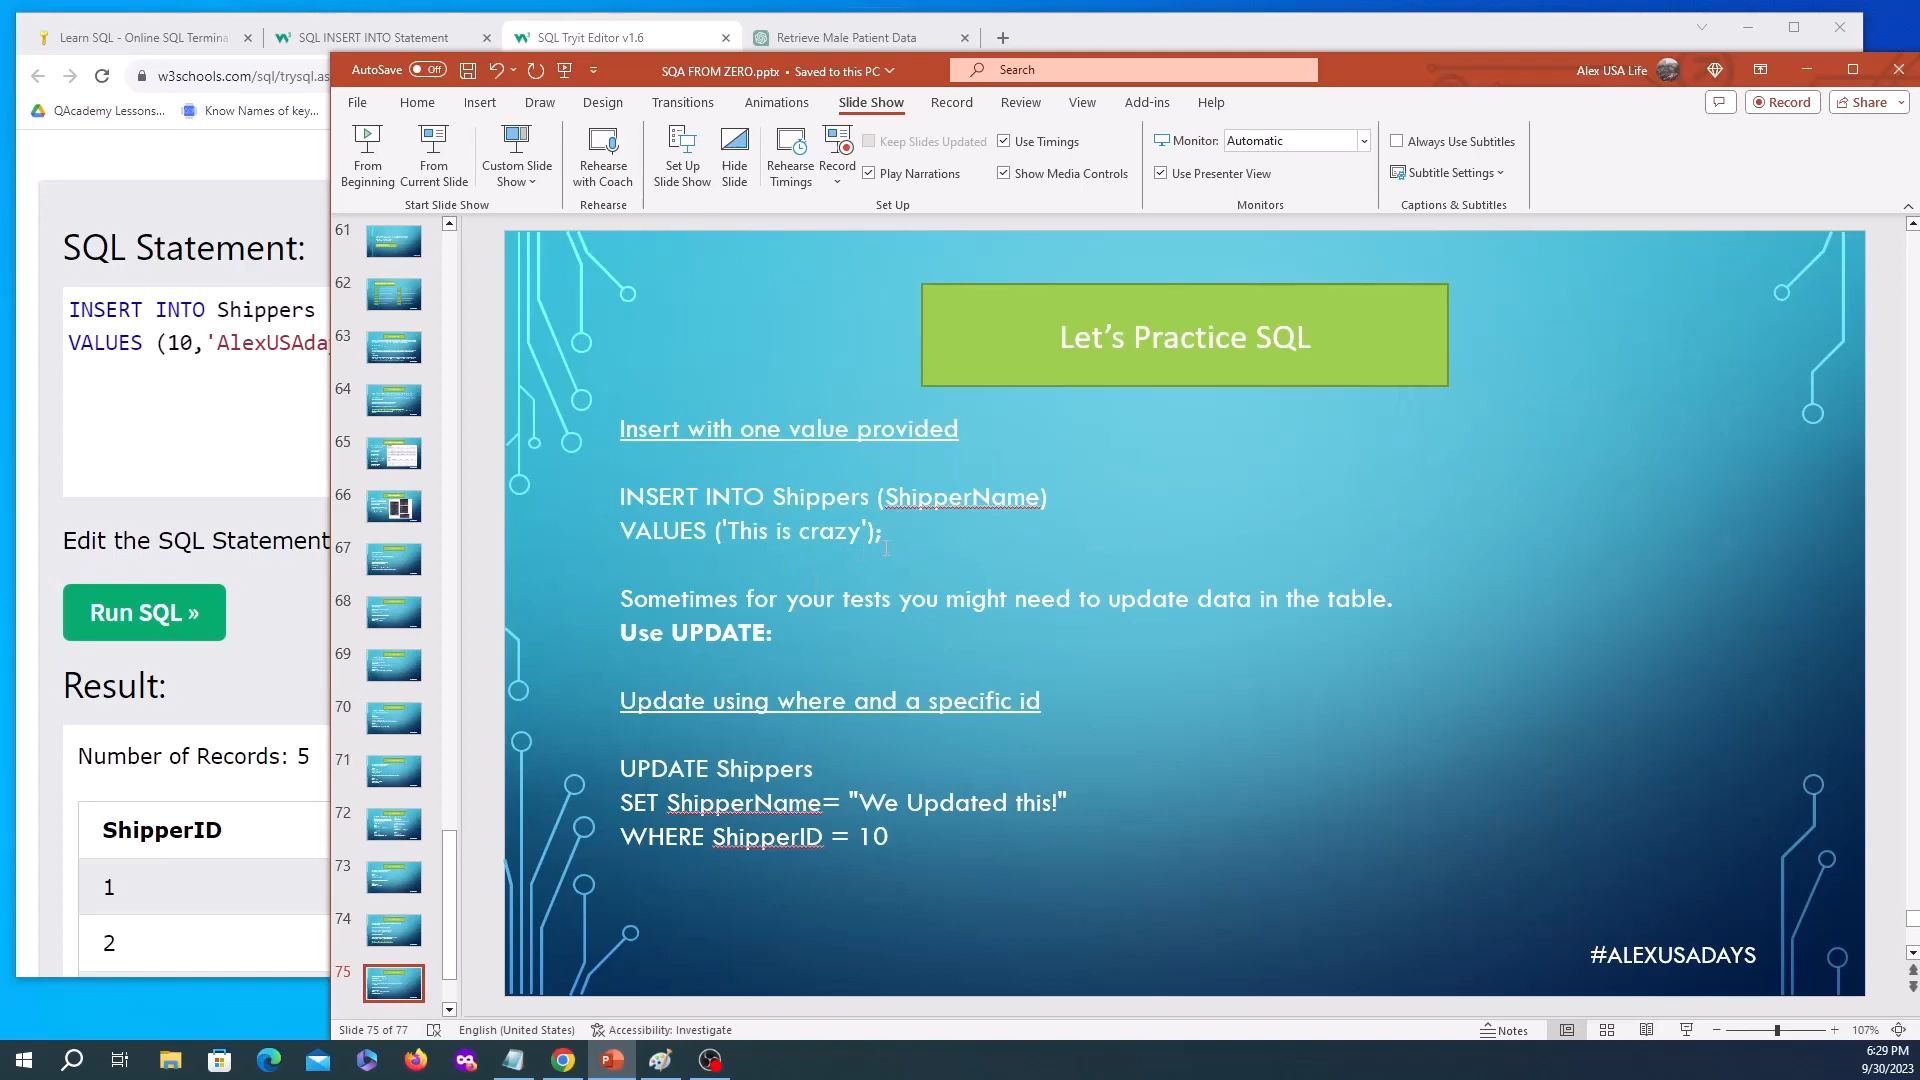 Learn SQL - Online SQL Termina
SQL INSERT INTO Statement
SQL Tryit Editor v1.6
Retrieve Male Patient Data
w3schools.com/sql/trysql.as
QAcademy Lessons...
Know Names of key...
AutoSave Off
SQA FROM ZERO.pptx • Saved to this PC
Search
Alex USA Life
File Home Insert Draw Design Transitions Animations Slide Show Record Review View Add-ins Help
Record
Share
From Beginning
From Current Slide
Custom Slide Show
Start Slide Show
Rehearse with Coach
Rehearse
Set Up Slide Show
Hide Slide
Rehearse Timings
Record
Keep Slides Updated
Play Narrations
Use Timings
Show Media Controls
Set Up
Monitor: Automatic
Use Presenter View
Monitors
Always Use Subtitles
Subtitle Settings
Captions & Subtitles
SQL Statement:
INSERT INTO Shippers
VALUES (10,'AlexUSAda
Edit the SQL Statement
Run SQL »
Result:
Number of Records: 5
ShipperID
1
2
61
62
63
64
65
66
67
68
69
70
71
72
73
74
75
Let’s Practice SQL
Insert with one value provided
INSERT INTO Shippers (ShipperName)
VALUES ('This is crazy');
Sometimes for your tests you might need to update data in the table.
Use UPDATE:
Update using where and a specific id
UPDATE Shippers
SET ShipperName= "We Updated this!"
WHERE ShipperID = 10
#ALEXUSADAYS
Slide 75 of 77
English (United States)
Accessibility: Investigate
Notes
107%
6:29 PM
9/30/2023